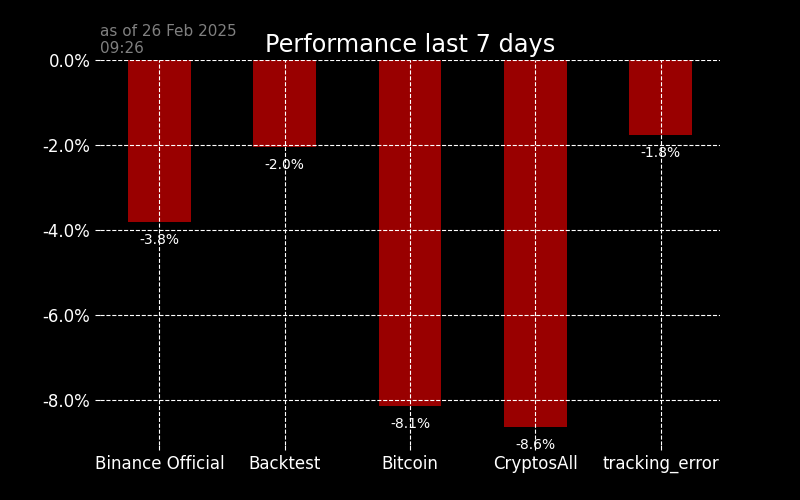 as of 26 Feb 2025
09:26
Performance last 7 days
0.0%
-2.0%
-4.0%
-6.0%
-8.0%
-3.8%
-2.0%
-8.1%
-8.6%
-1.8%
Binance Official
Backtest
Bitcoin
CryptosAll
tracking_error